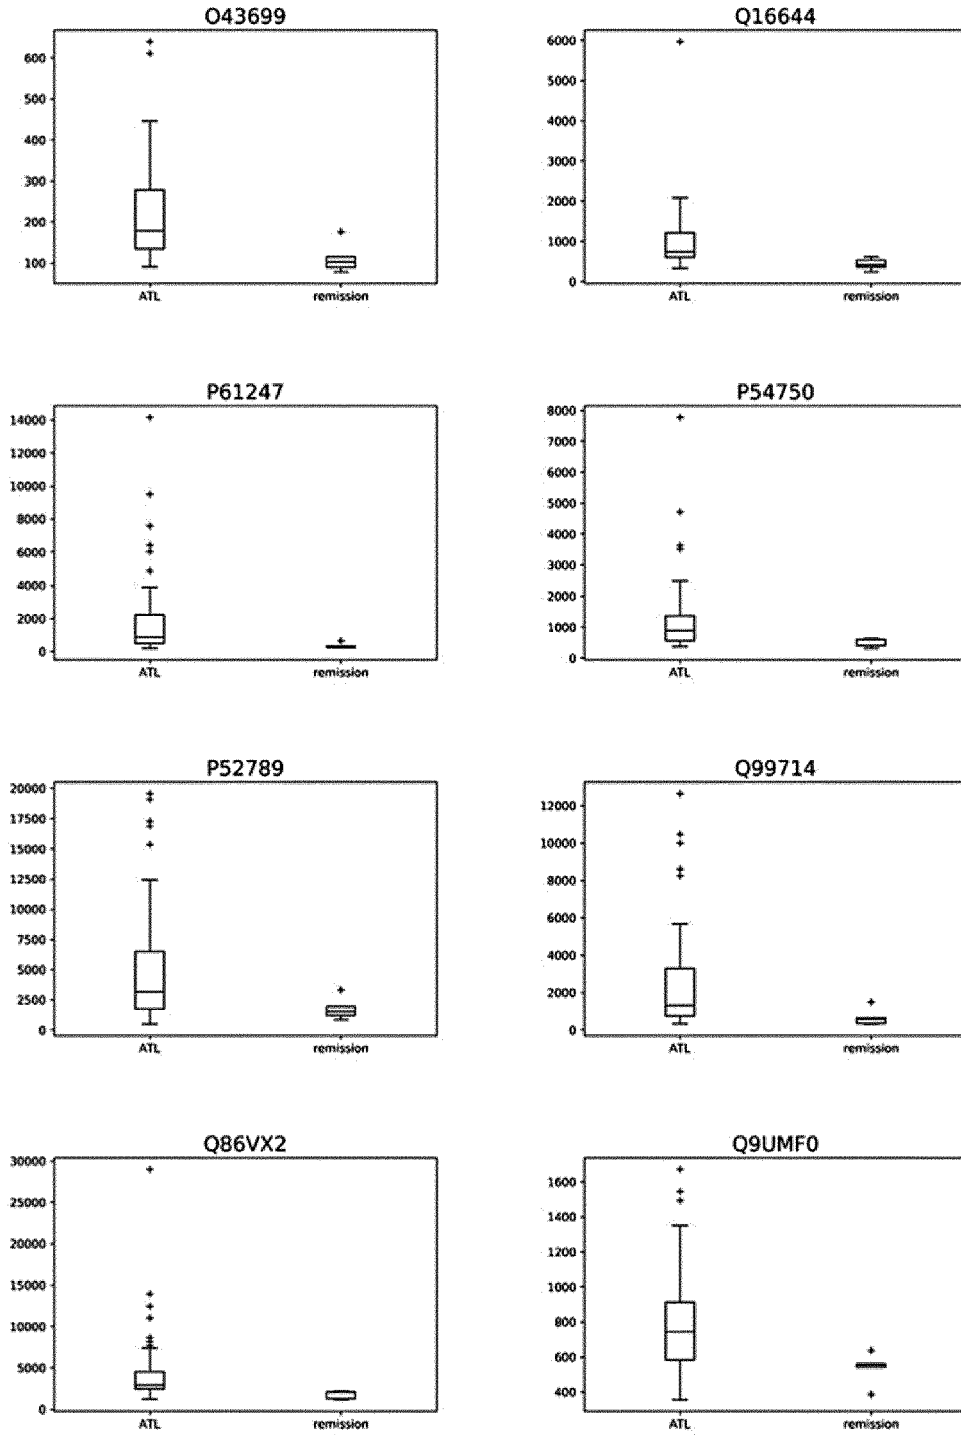 O43699
600
500
400
300
200
100
ATL
remission
Q16644
6000
5000
4000
3000
2000
1000
0
ATL
remission
P61247
14000
12000
10000
8000
6000
4000
2000
0
ATL
remission
P54750
8000
7000
6000
5000
4000
3000
2000
1000
0
ATL
remission
P52789
20000
17500
15000
12500
10000
7500
5000
2500
0
ATL
remission
Q99714
12000
10000
8000
6000
4000
2000
0
ATL
remission
Q86VX2
30000
25000
20000
15000
10000
5000
0
ATL
remission
Q9UMF0
1600
1400
1200
1000
800
600
400
ATL
remission